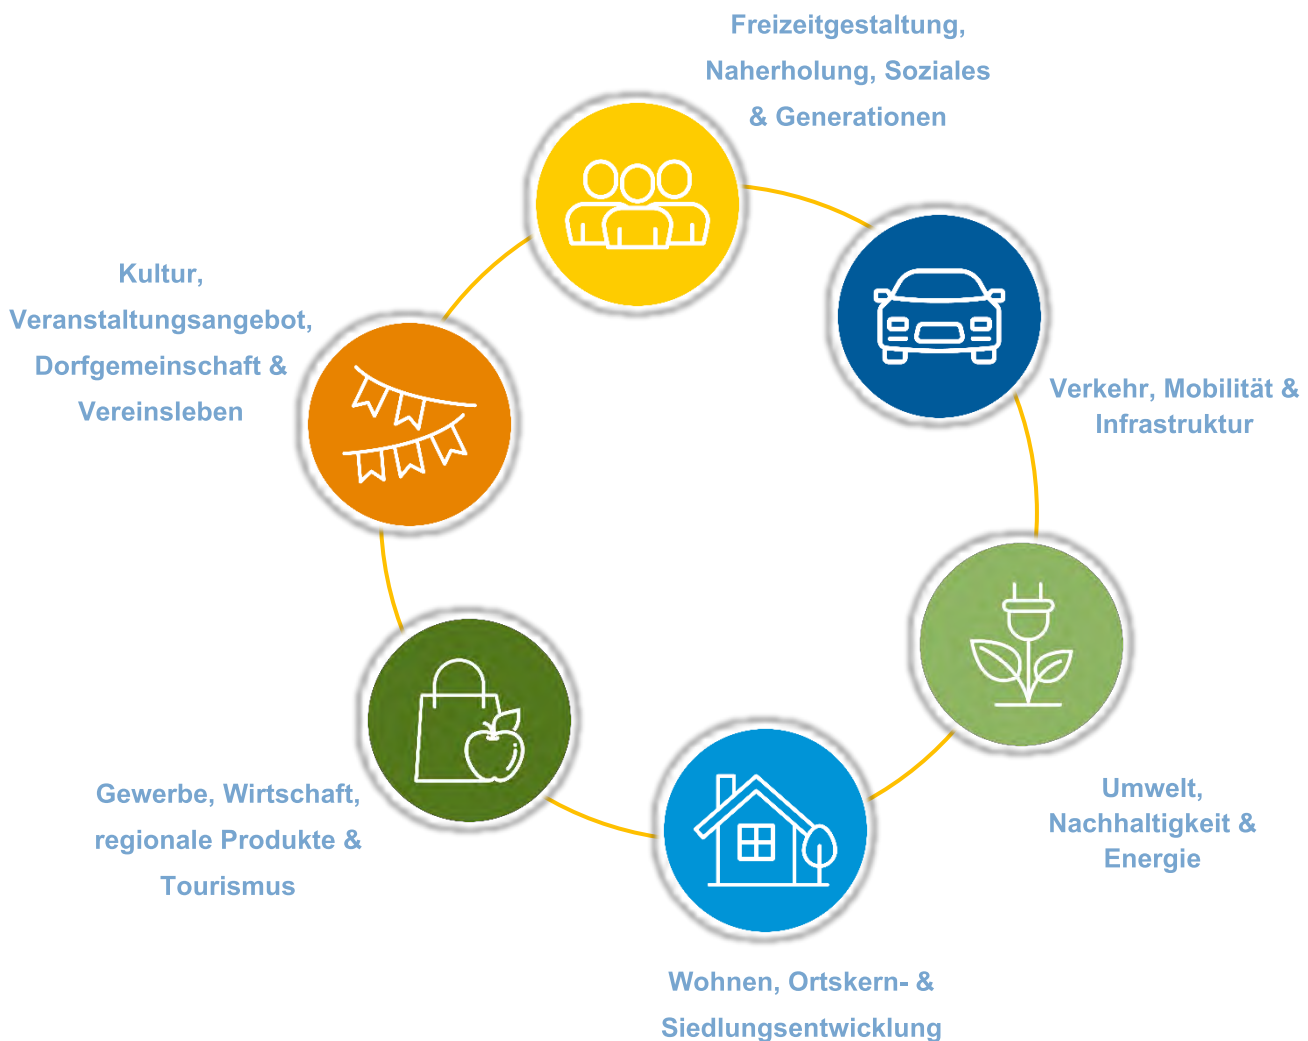 Freizeitgestaltung,
Naherholung, Soziales
& Generationen
Kultur,
Veranstaltungsangebot,
Dorfgemeinschaft &
Vereinsleben
Verkehr, Mobilität &
Infrastruktur
Gewerbe, Wirtschaft,
regionale Produkte &
Tourismus
Umwelt,
Nachhaltigkeit &
Energie
Wohnen, Ortskern- &
Siedlungsentwicklung